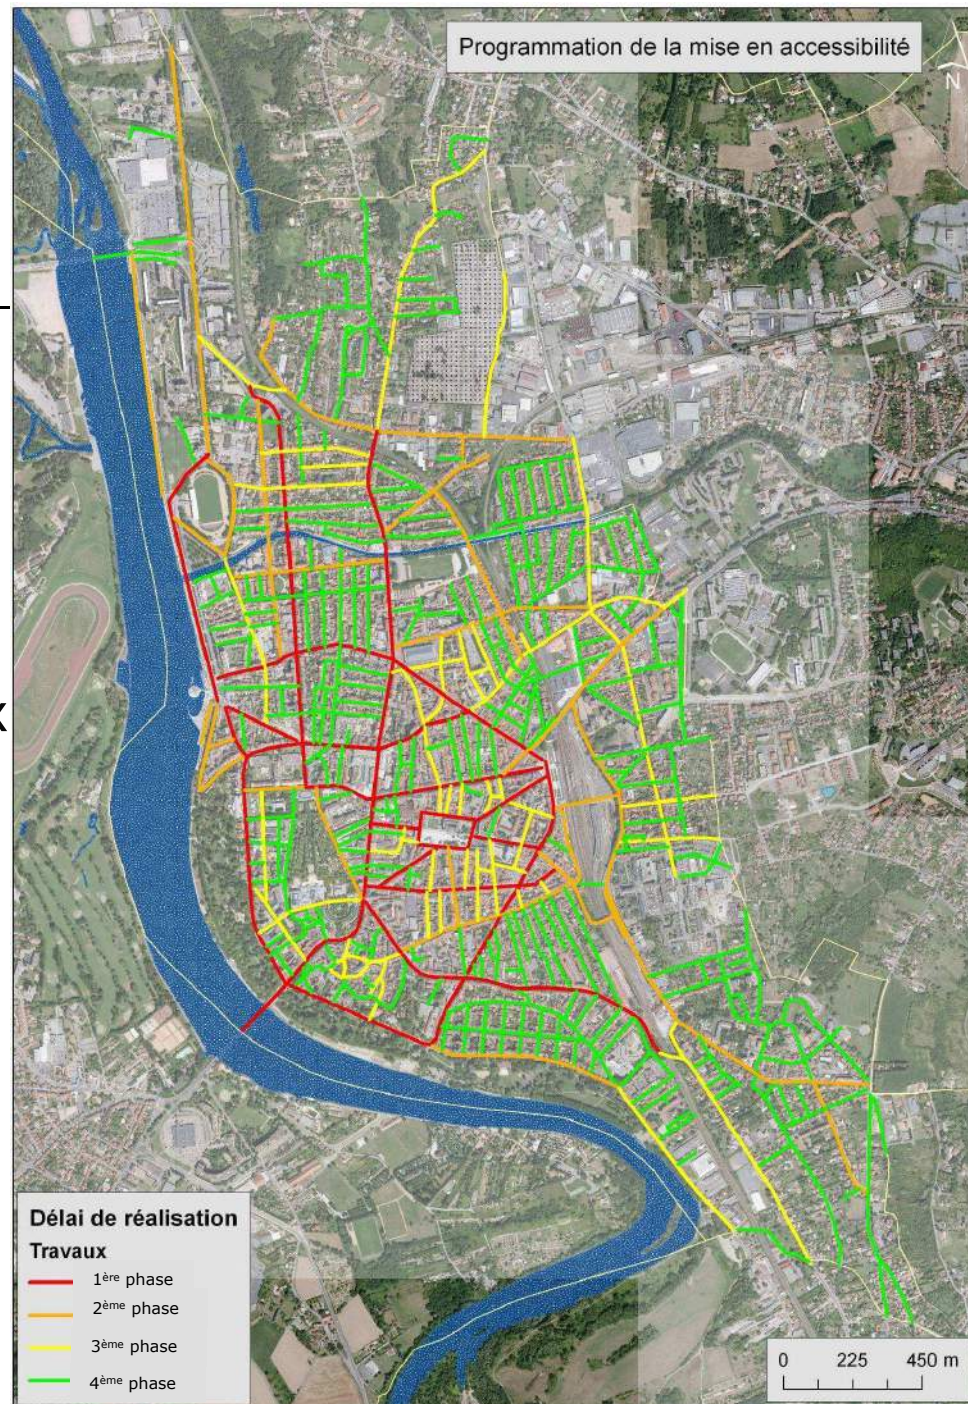 Programmation de la mise en accessibilité
N
x
Délai de réalisation
Travaux
1ère phase
2ème phase
3ème phase
4ème phase
0 225 450 m